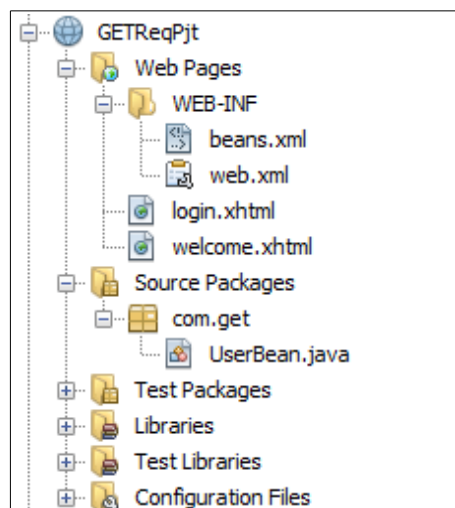 GETReqPjt
Web Pages
WEB-INF
beans.xml
web.xml
login.xhtml
welcome.xhtml
Source Packages
com.get
UserBean.java
Test Packages
Libraries
Test Libraries
Configuration Files